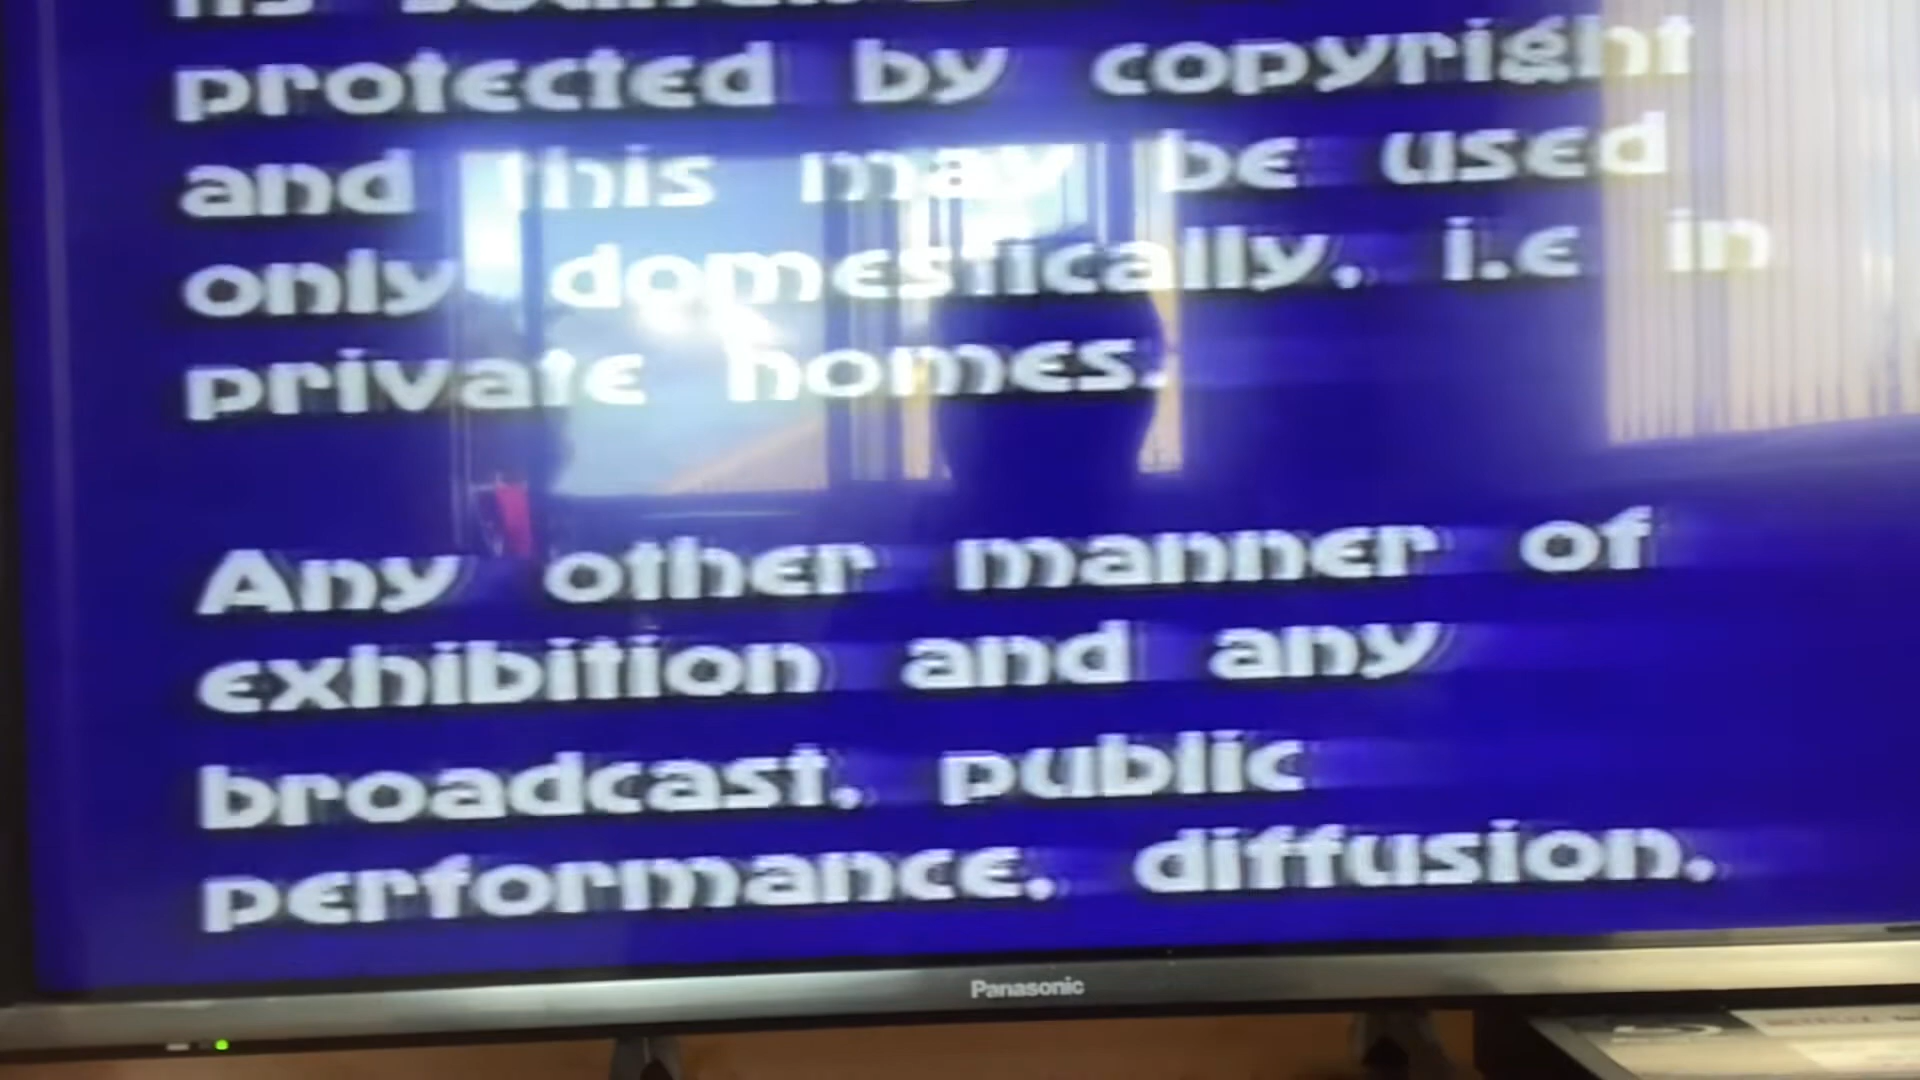 its
protected by copyright
and this may be used
only domestically, i.e in
private homes.
Any other manner of
exhibition and any
broadcast, public
performance, diffusion,
Panasonic